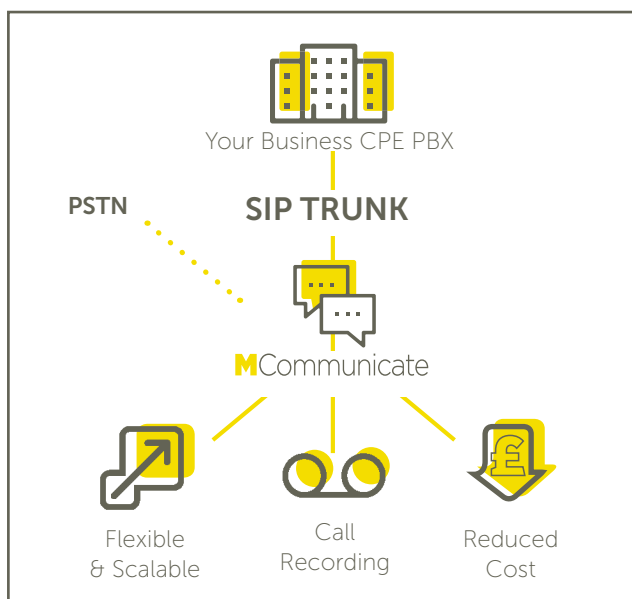 Your Business CPE PBX
PSTN
SIP TRUNK
MCommunicate
£
Flexible
& Scalable
Call
Recording
Reduced
Cost